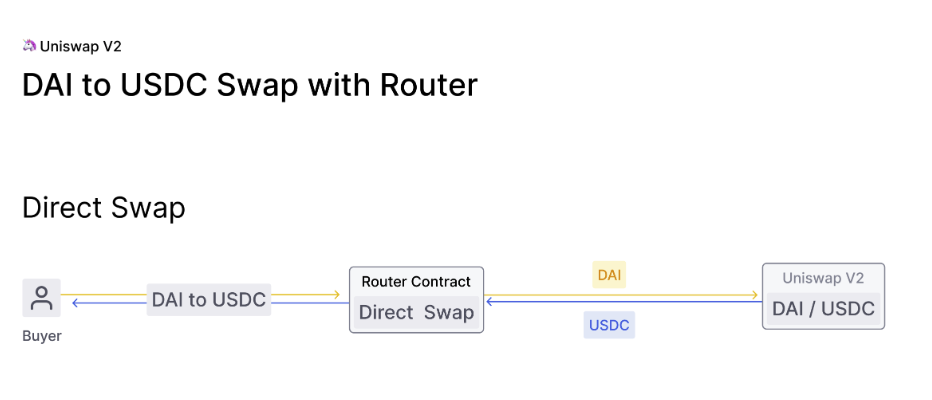 Uniswap V2
DAI to USDC Swap with Router
Direct Swap
Buyer
DAI to USDC
Router Contract
Direct Swap
DAI
USDC
Uniswap V2
DAI / USDC